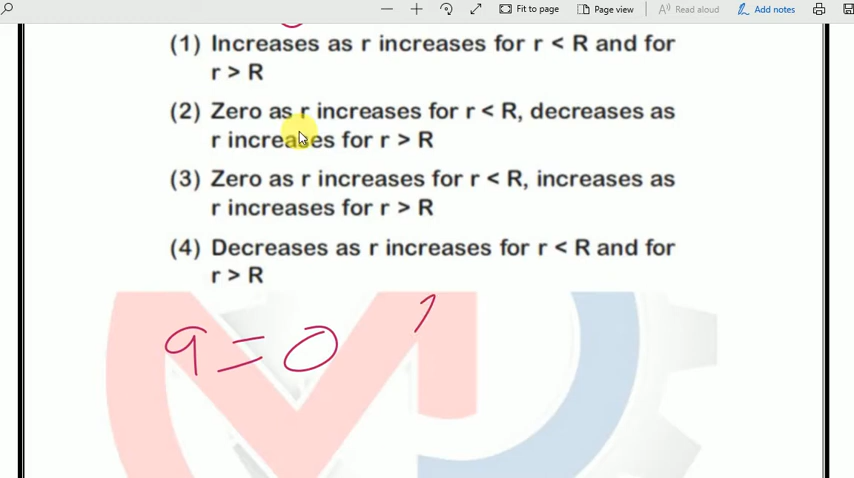 Fit to page
Page view
Read aloud
Add notes
(1) Increases as r increases for r < R and for
r > R
(2) Zero as r increases for r < R, decreases as
r increases for r > R
(3) Zero as r increases for r < R, increases as
r increases for r > R
(4) Decreases as r increases for r < R and for
r > R
q = 0